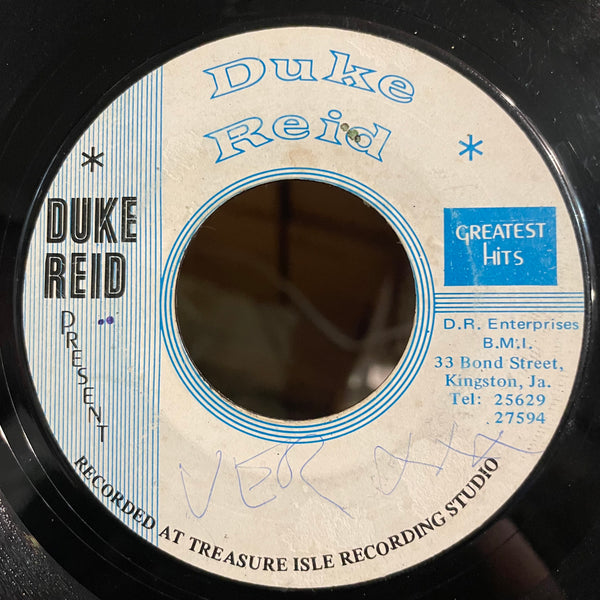 Duke
Reid
*
*
DUKE
REID
PRESENT
GREATEST
HITS
D.R. Enterprises
B.M.I.
33 Bond Street,
Kingston, Ja.
Tel: 25629
27594
VER xxx
RECORDED AT TREASURE ISLE RECORDING STUDIO